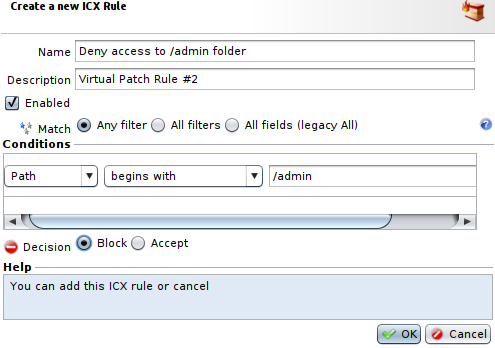 Create a new ICX Rule
Name Deny access to /admin folder
Description Virtual Patch Rule #2
Enabled
Match Any filter All filters All fields (legacy All)
Conditions
Path begins with /admin
Decision Block Accept
Help
You can add this ICX rule or cancel
OK Cancel